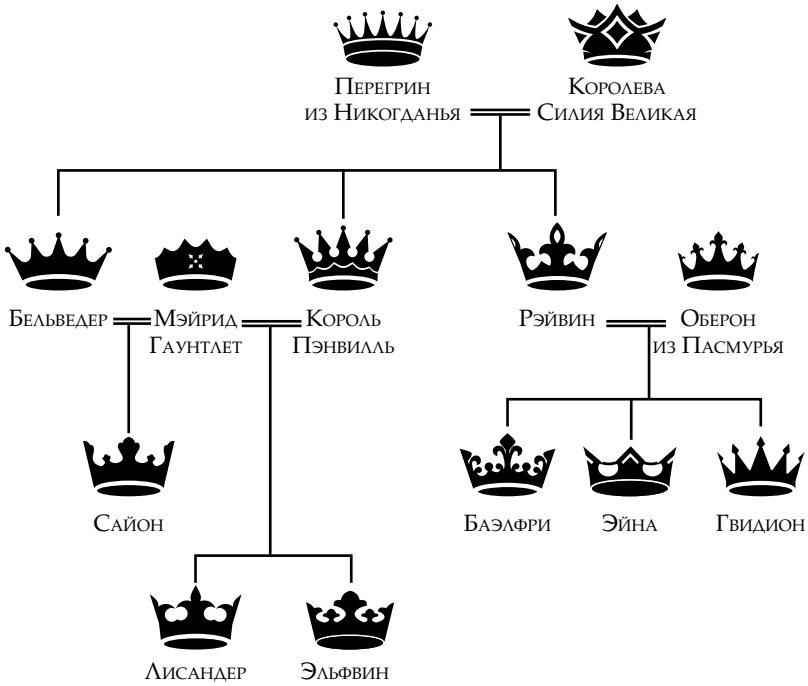 Перегрин
из Никогданья
Королева
Силия Великая
Бельведер
Мэйрид
Гаунтлет
Король
Пэнвилль
Рэйвин
Оберон
из Пасмурья
Сайон
Баэлфри
Эйна
Гвидион
Лисандер
Эльфвин